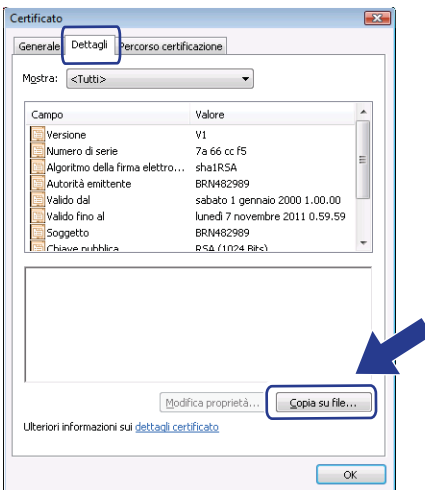 Certificato
Generale Dettagli Percorso certificazione
Mostra: <Tutti>
Campo Valore
Versione V1
Numero di serie 7a 66 cc f5
Algoritmo della firma elettro... sha1RSA
Autorità emittente BRN482989
Valido dal sabato 1 gennaio 2000 1.00.00
Valido fino al lunedì 7 novembre 2011 0.59.59
Soggetto BRN482989
Chiave pubblica RSA (1024 Bits)
Modifica proprietà... Copia su file...
Ulteriori informazioni sui dettagli certificato
OK